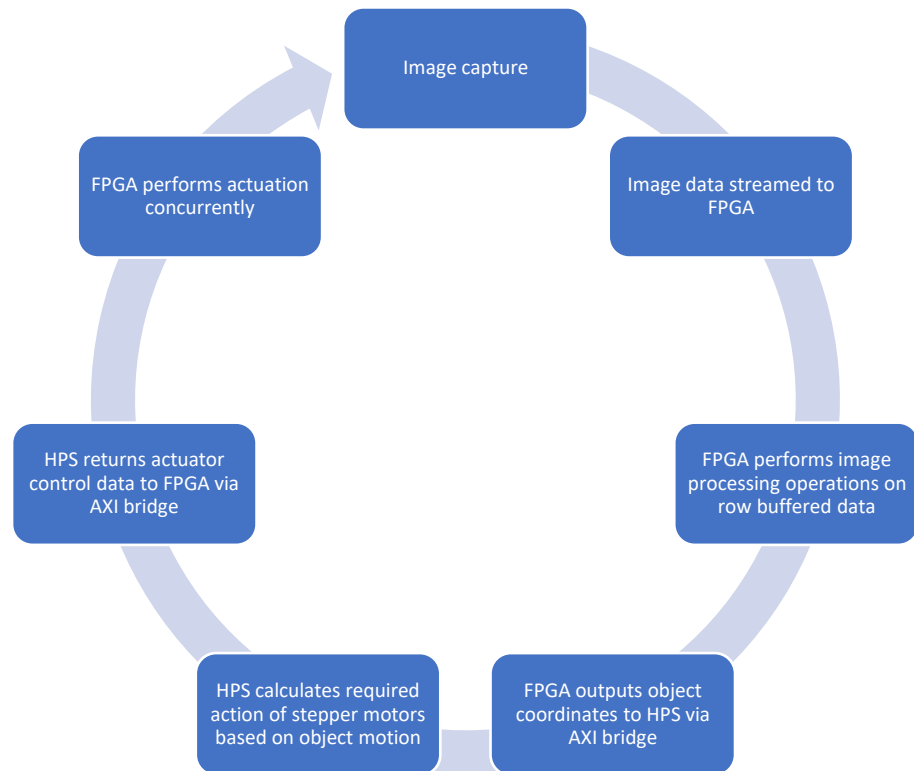 Image capture
Image data streamed to
FPGA
FPGA performs image
processing operations on
row buffered data
FPGA outputs object
coordinates to HPS via
AXI bridge
HPS calculates required
action of stepper motors
based on object motion
HPS returns actuator
control data to FPGA via
AXI bridge
FPGA performs actuation
concurrently